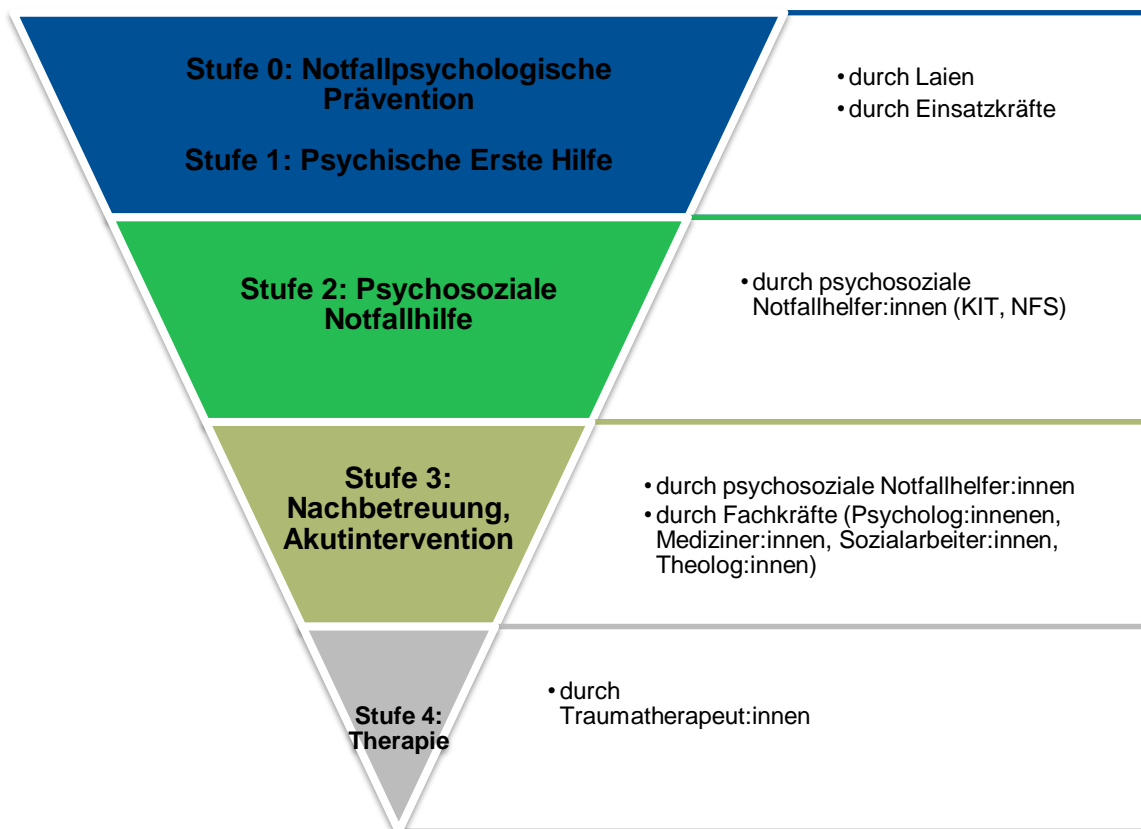 Stufe 0: Notfallpsychologische
Prävention
Stufe 1: Psychische Erste Hilfe
• durch Laien
• durch Einsatzkräfte
Stufe 2: Psychosoziale
Notfallhilfe
• durch psychosoziale
Notfallhelfer:innen (KIT, NFS)
Stufe 3:
Nachbetreuung,
Akutintervention
• durch psychosoziale Notfallhelfer:innen
• durch Fachkräfte (Psycholog:innenen,
Mediziner:innen, Sozialarbeiter:innen,
Theolog:innen)
Stufe 4:
Therapie
• durch
Traumatherapeut:innen